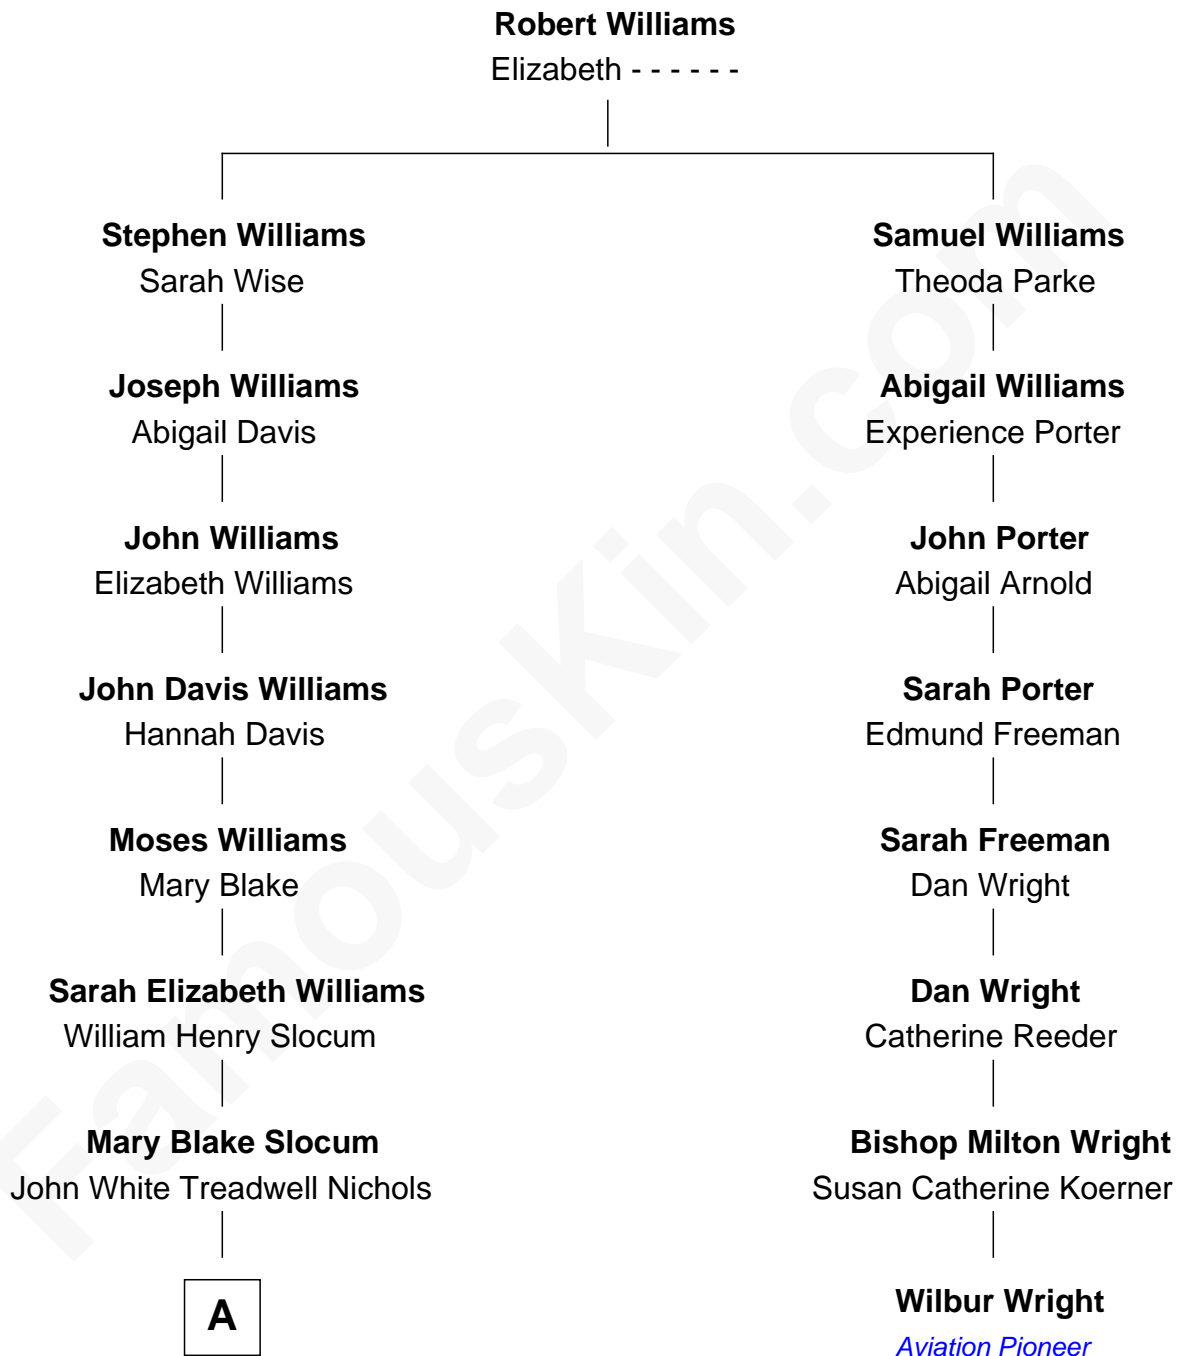 Robert Williams
Elizabeth - - - - - -
Stephen Williams
Sarah Wise
Samuel Williams
Theoda Parke
Joseph Williams
Abigail Davis
Abigail Williams
Experience Porter
John Williams
Elizabeth Williams
John Porter
Abigail Arnold
John Davis Williams
Hannah Davis
Sarah Porter
Edmund Freeman
Moses Williams
Mary Blake
Sarah Freeman
Dan Wright
Sarah Elizabeth Williams
William Henry Slocum
Dan Wright
Catherine Reeder
Mary Blake Slocum
John White Treadwell Nichols
Bishop Milton Wright
Susan Catherine Koerner
A
Wilbur Wright
Aviation Pioneer
FamousKin.com